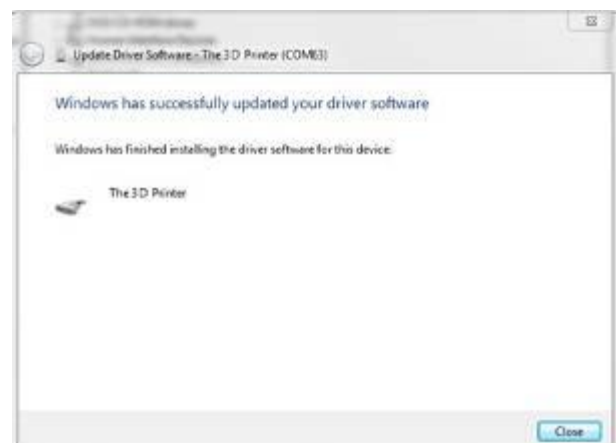 Update Driver Software - The 3D Printer (COM63)
Windows has successfully updated your driver software
Windows has finished installing the driver software for this device:
The 3D Printer
Close